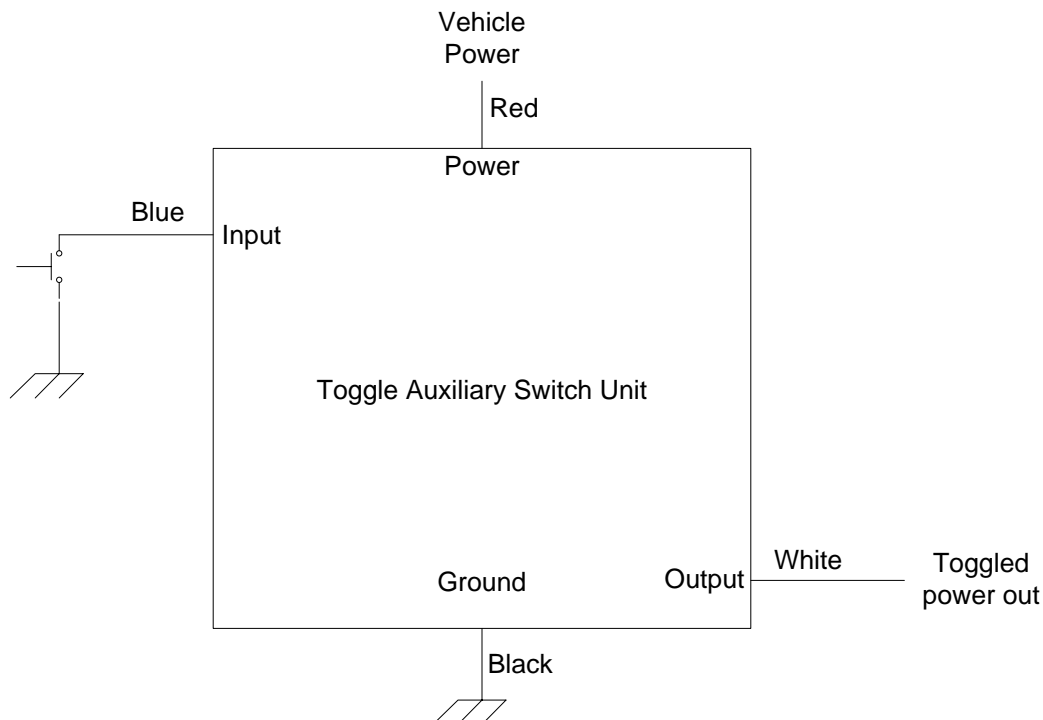 Vehicle
Power
Red
Power
Blue
Input
Toggle Auxiliary Switch Unit
Ground
Output
White
Toggled
power out
Black